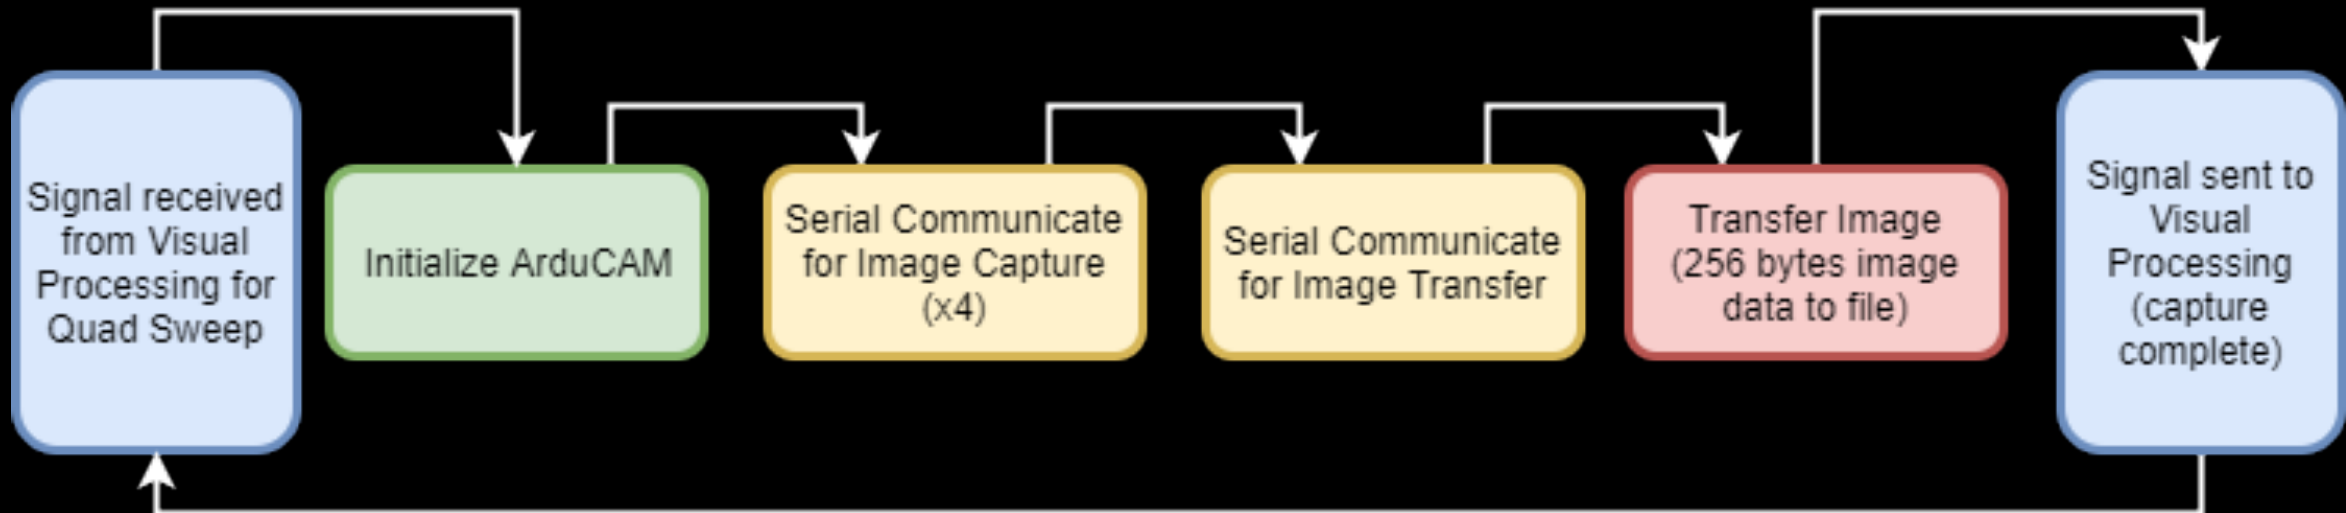 Signal received
from Visual
Processing for
Quad Sweep
Initialize ArduCAM
Serial Communicate
for Image Capture
(x4)
Serial Communicate
for Image Transfer
Transfer Image
(256 bytes image
data to file)
Signal sent to
Visual
Processing
(capture
complete)